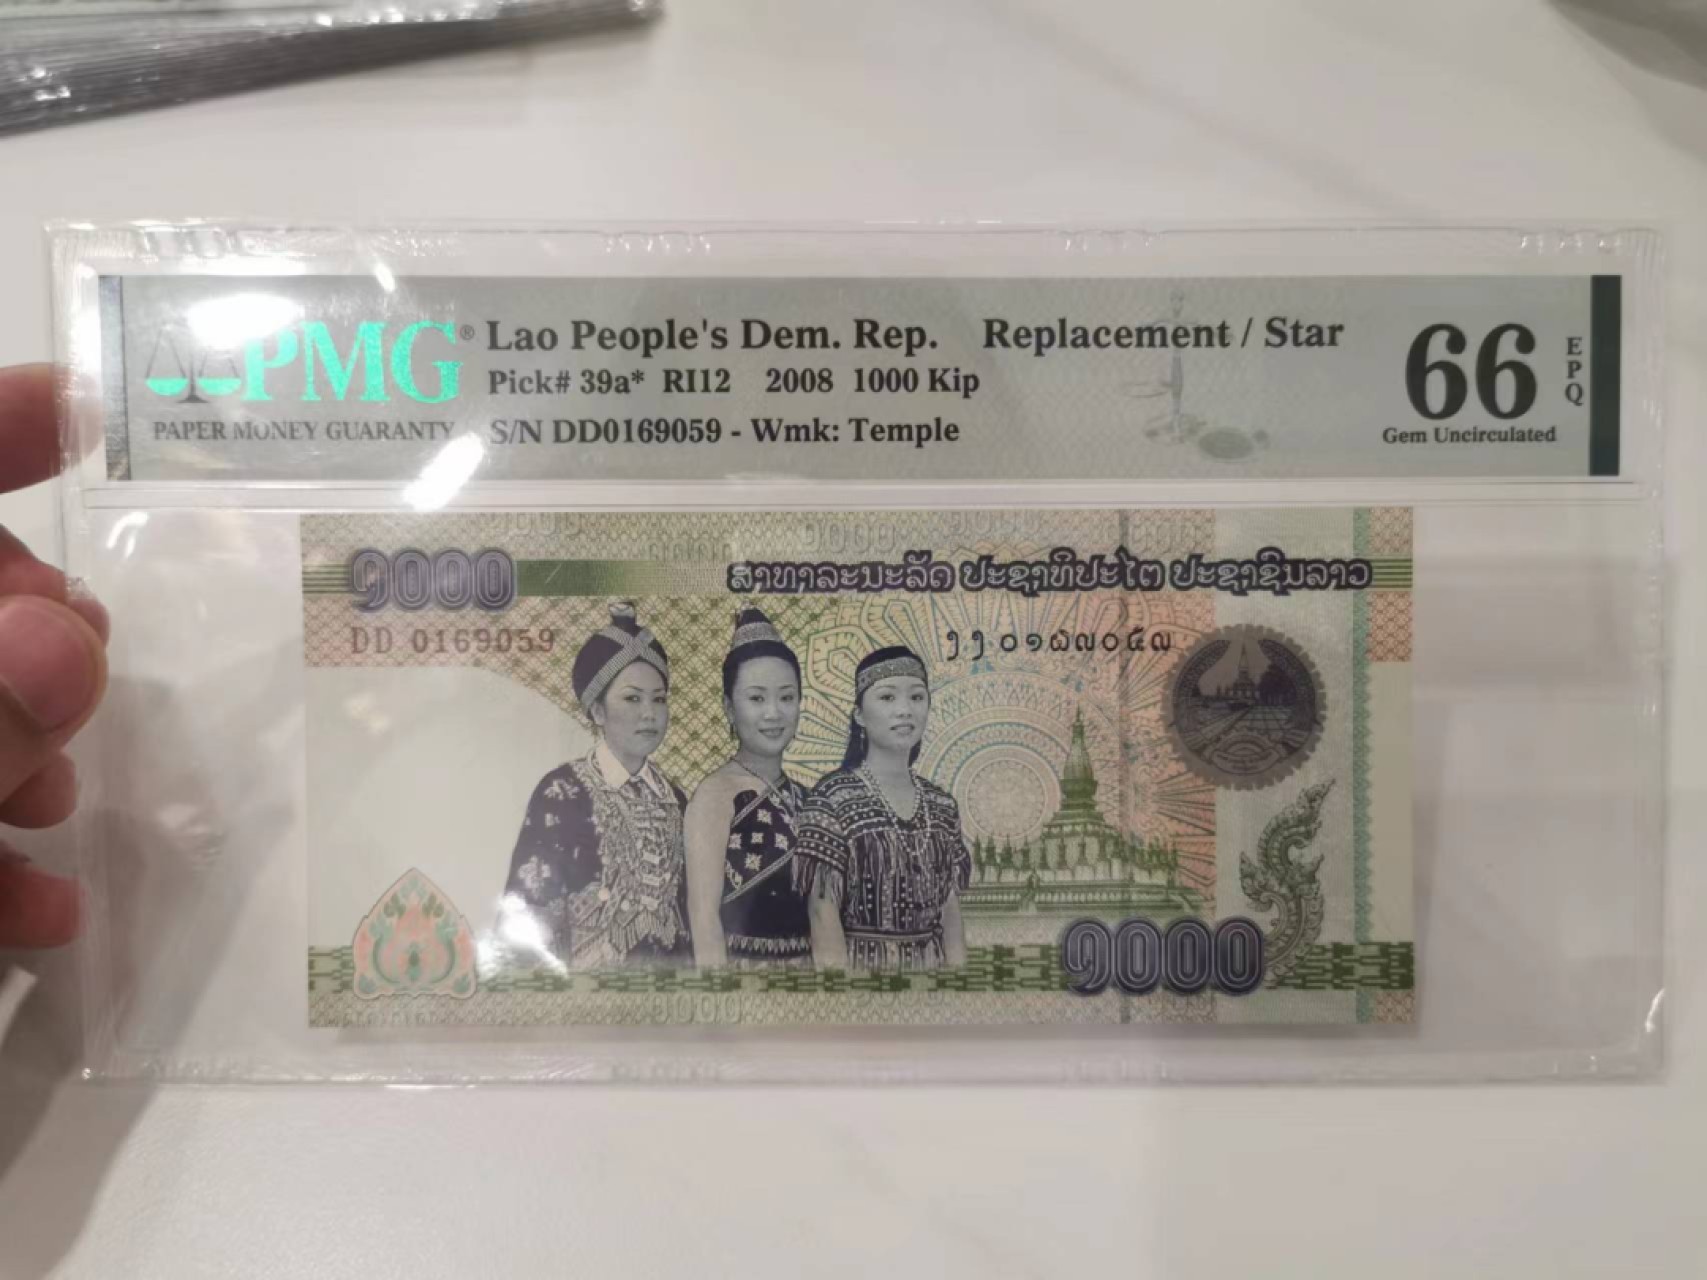 PMG®
PAPER MONEY GUARANTY
Lao People's Dem. Rep. Replacement / Star
Pick# 39a* RI12 2008 1000 Kip
S/N DD0169059 - Wmk: Temple
66
EPQ
Gem Uncirculated
໑000
ສາທາລະນະລັດ ປະຊາທິປະໄຕ ປະຊາຊົນລາວ
DD 0169059
໑໐໐໐